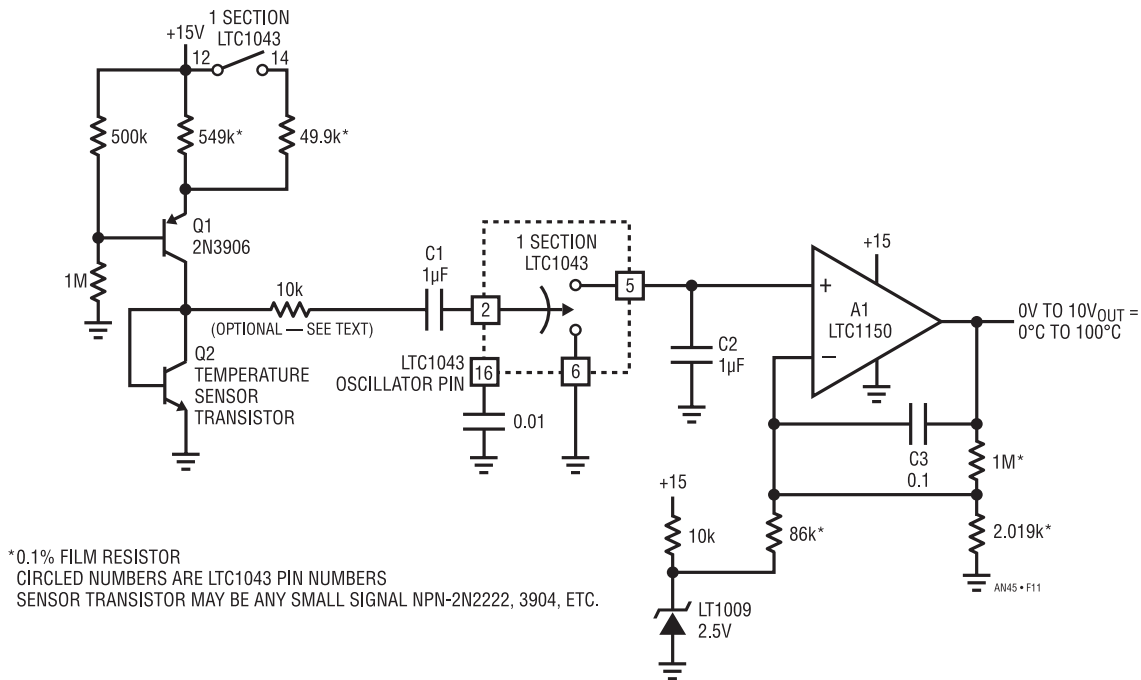 1 SECTION
LTC1043
+15V
12
14
500k
549k*
49.9k*
Q1
2N3906
1M
10k
(OPTIONAL — SEE TEXT)
C1
1µF
1 SECTION
LTC1043
2
5
6
16
LTC1043
OSCILLATOR PIN
0.01
Q2
TEMPERATURE
SENSOR
TRANSISTOR
C2
1µF
+15
+
A1
LTC1150
–
0V TO 10VOUT =
0°C TO 100°C
C3
0.1
1M*
2.019k*
+15
10k
86k*
LT1009
2.5V
*0.1% FILM RESISTOR
CIRCLED NUMBERS ARE LTC1043 PIN NUMBERS
SENSOR TRANSISTOR MAY BE ANY SMALL SIGNAL NPN-2N2222, 3904, ETC.
AN45 • F11